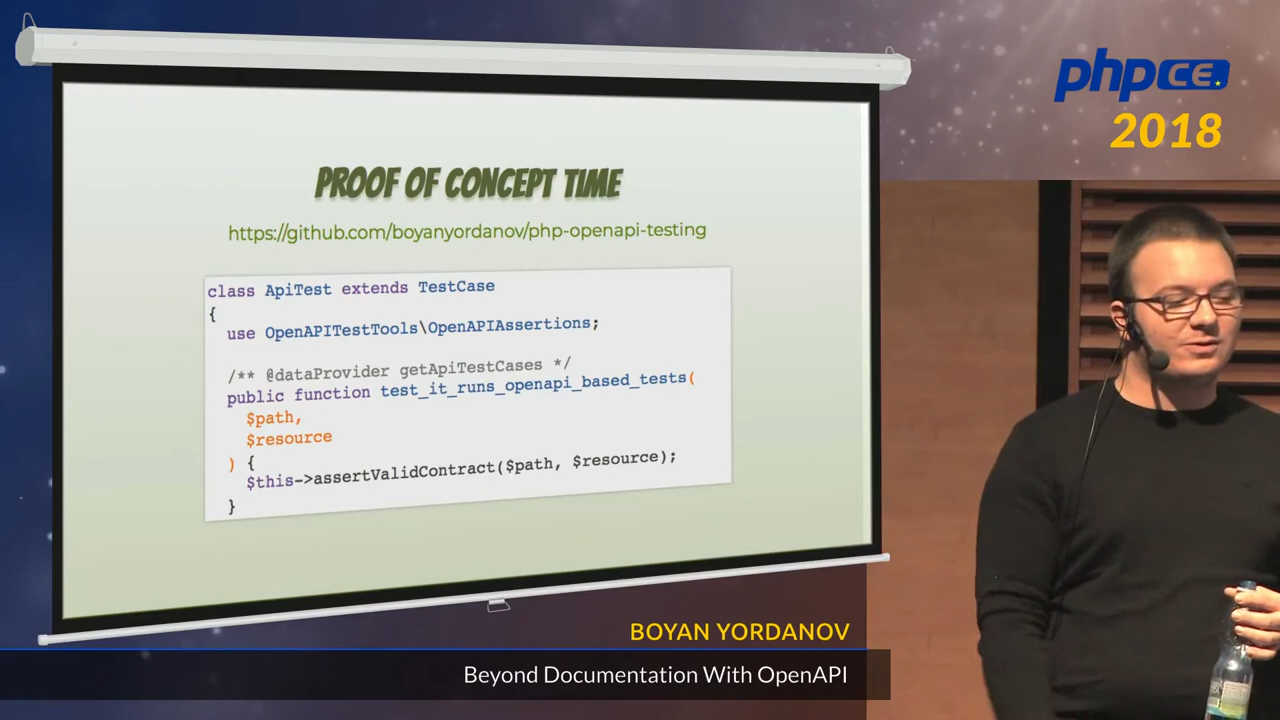 PROOF OF CONCEPT TIME
https://github.com/boyanyordanov/php-openapi-testing
class ApiTest extends TestCase
{
use OpenAPITestTools\OpenAPIAssertions;
/** @dataProvider getApiTestCases */
public function test_it_runs_openapi_based_tests(
$path,
$resource
) {
$this->assertValidContract($path, $resource);
}
phpce.
2018
BOYAN YORDANOV
Beyond Documentation With OpenAPI